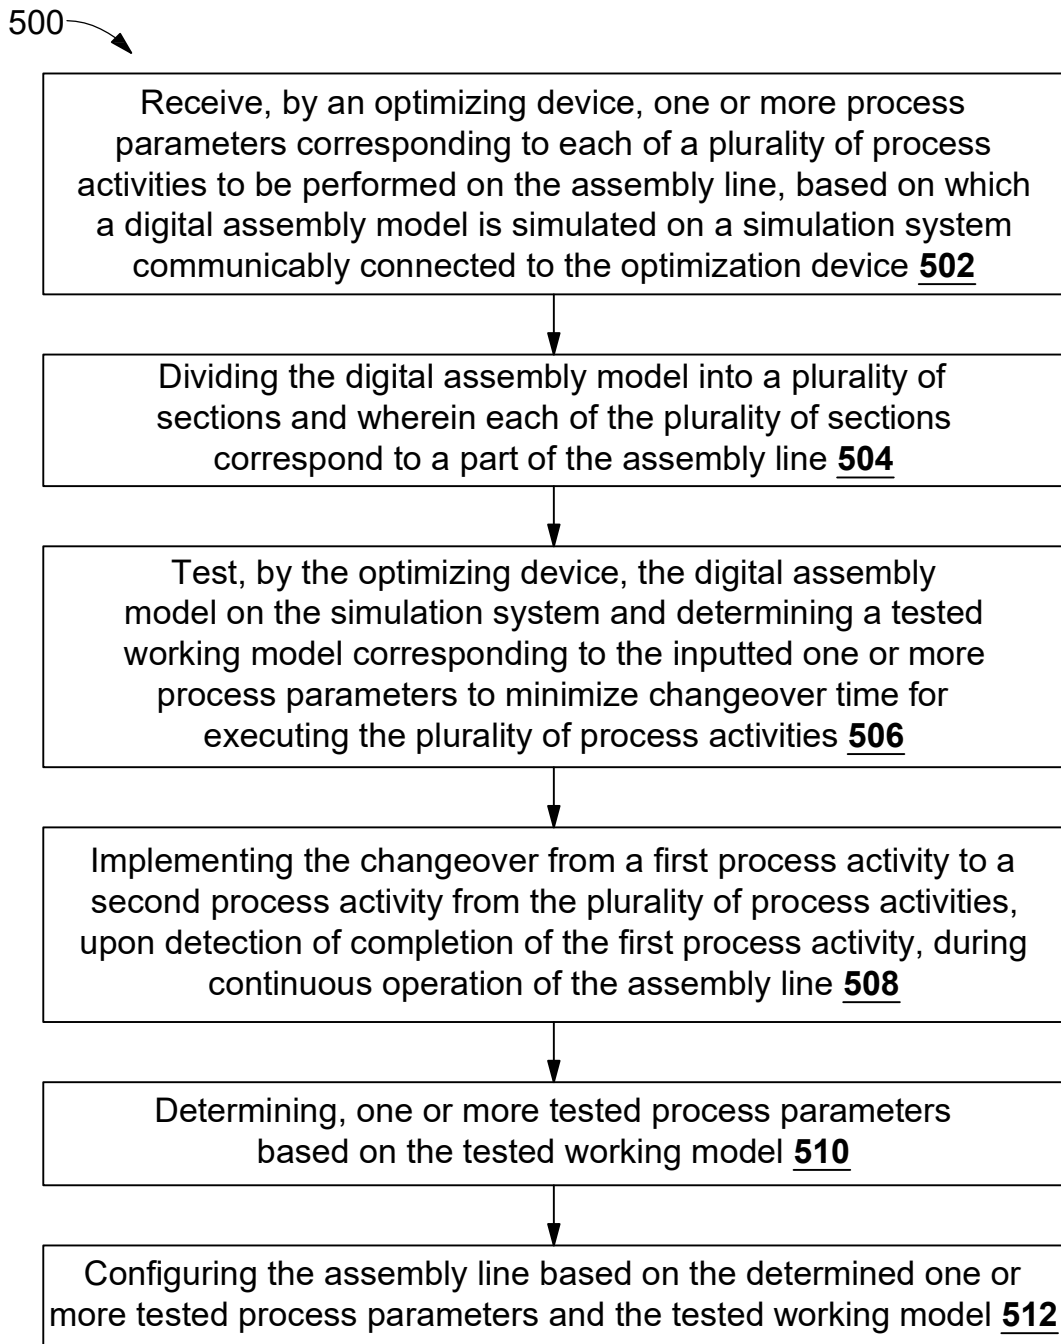 500
Receive, by an optimizing device, one or more process
parameters corresponding to each of a plurality of process
activities to be performed on the assembly line, based on which
a digital assembly model is simulated on a simulation system
communicably connected to the optimization device 502
Dividing the digital assembly model into a plurality of
sections and wherein each of the plurality of sections
correspond to a part of the assembly line 504
Test, by the optimizing device, the digital assembly
model on the simulation system and determining a tested
working model corresponding to the inputted one or more
process parameters to minimize changeover time for
executing the plurality of process activities 506
Implementing the changeover from a first process activity to a
second process activity from the plurality of process activities,
upon detection of completion of the first process activity, during
continuous operation of the assembly line 508
Determining, one or more tested process parameters
based on the tested working model 510
Configuring the assembly line based on the determined one or
more tested process parameters and the tested working model 512